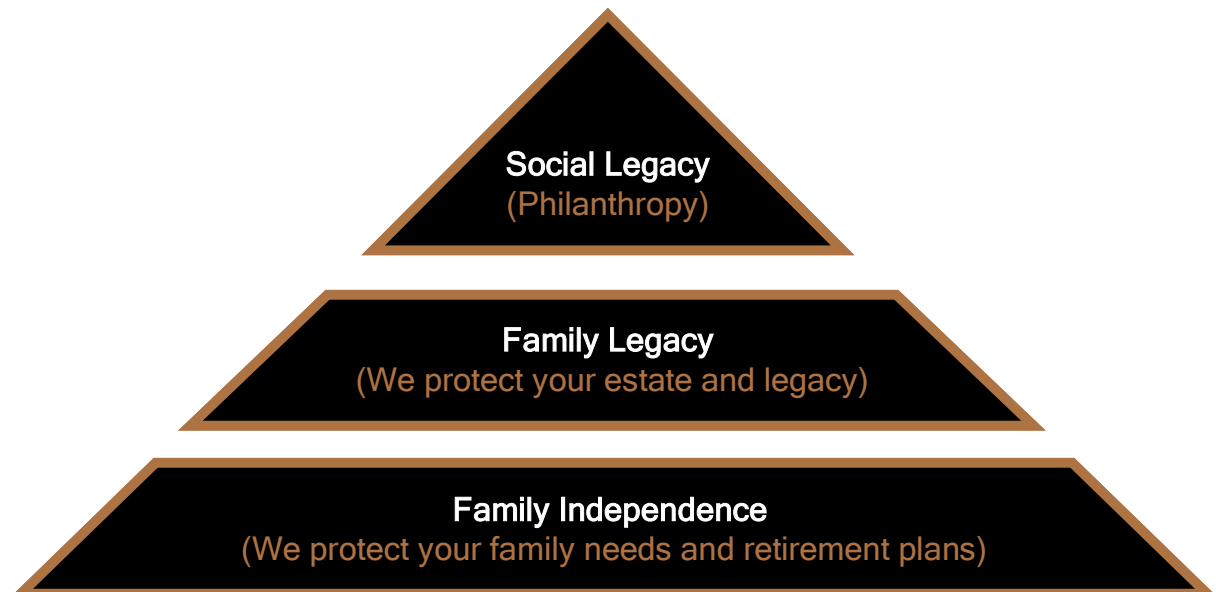 Social Legacy
(Philanthropy)
Family Legacy
(We protect your estate and legacy)
Family Independence
(We protect your family needs and retirement plans)